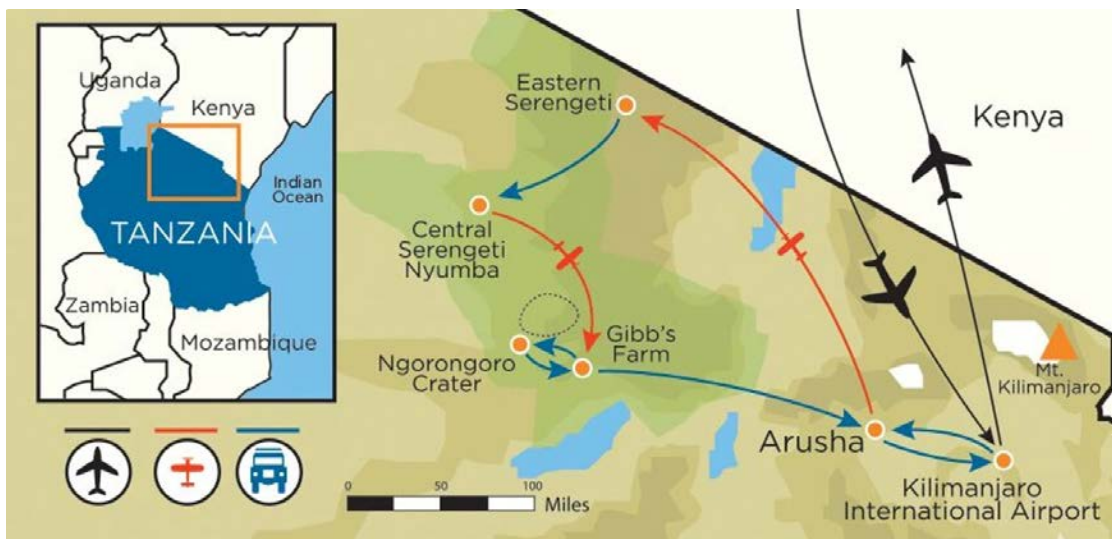 Uganda
Kenya
Indian
Ocean
TANZANIA
Zambia
Mozambique
Eastern
Serengeti
Kenya
Central
Serengeti
Nyumba
Gibb's
Farm
Ngorongoro
Crater
Mt.
Kilimanjaro
Arusha
Kilimanjaro
International Airport
0 50 100
Miles